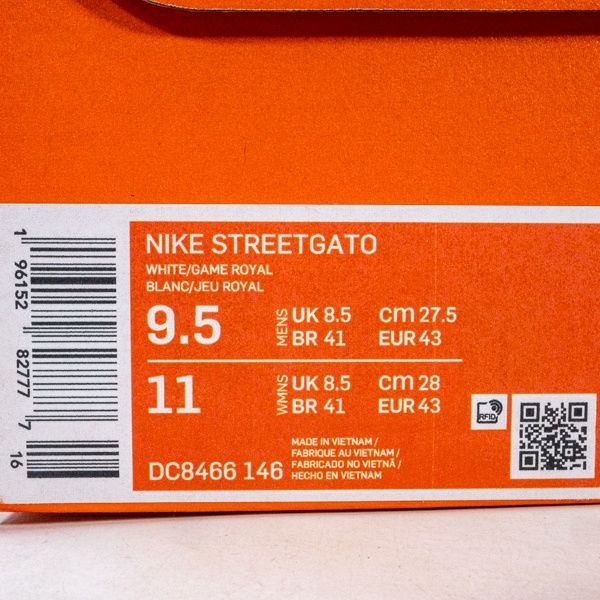 NIKE STREETGATO
WHITE/GAME ROYAL
BLANC/JEU ROYAL
9.5 MENS UK 8.5 cm 27.5
BR 41 EUR 43
11 WMNS UK 8.5 cm 28
BR 41 EUR 43
DC8466 146
MADE IN VIETNAM /
FABRIQUE AU VIETNAM /
FABRICADO NO VIETNÃ /
HECHO EN VIETNAM
RFID
1 96152 82777 7
16